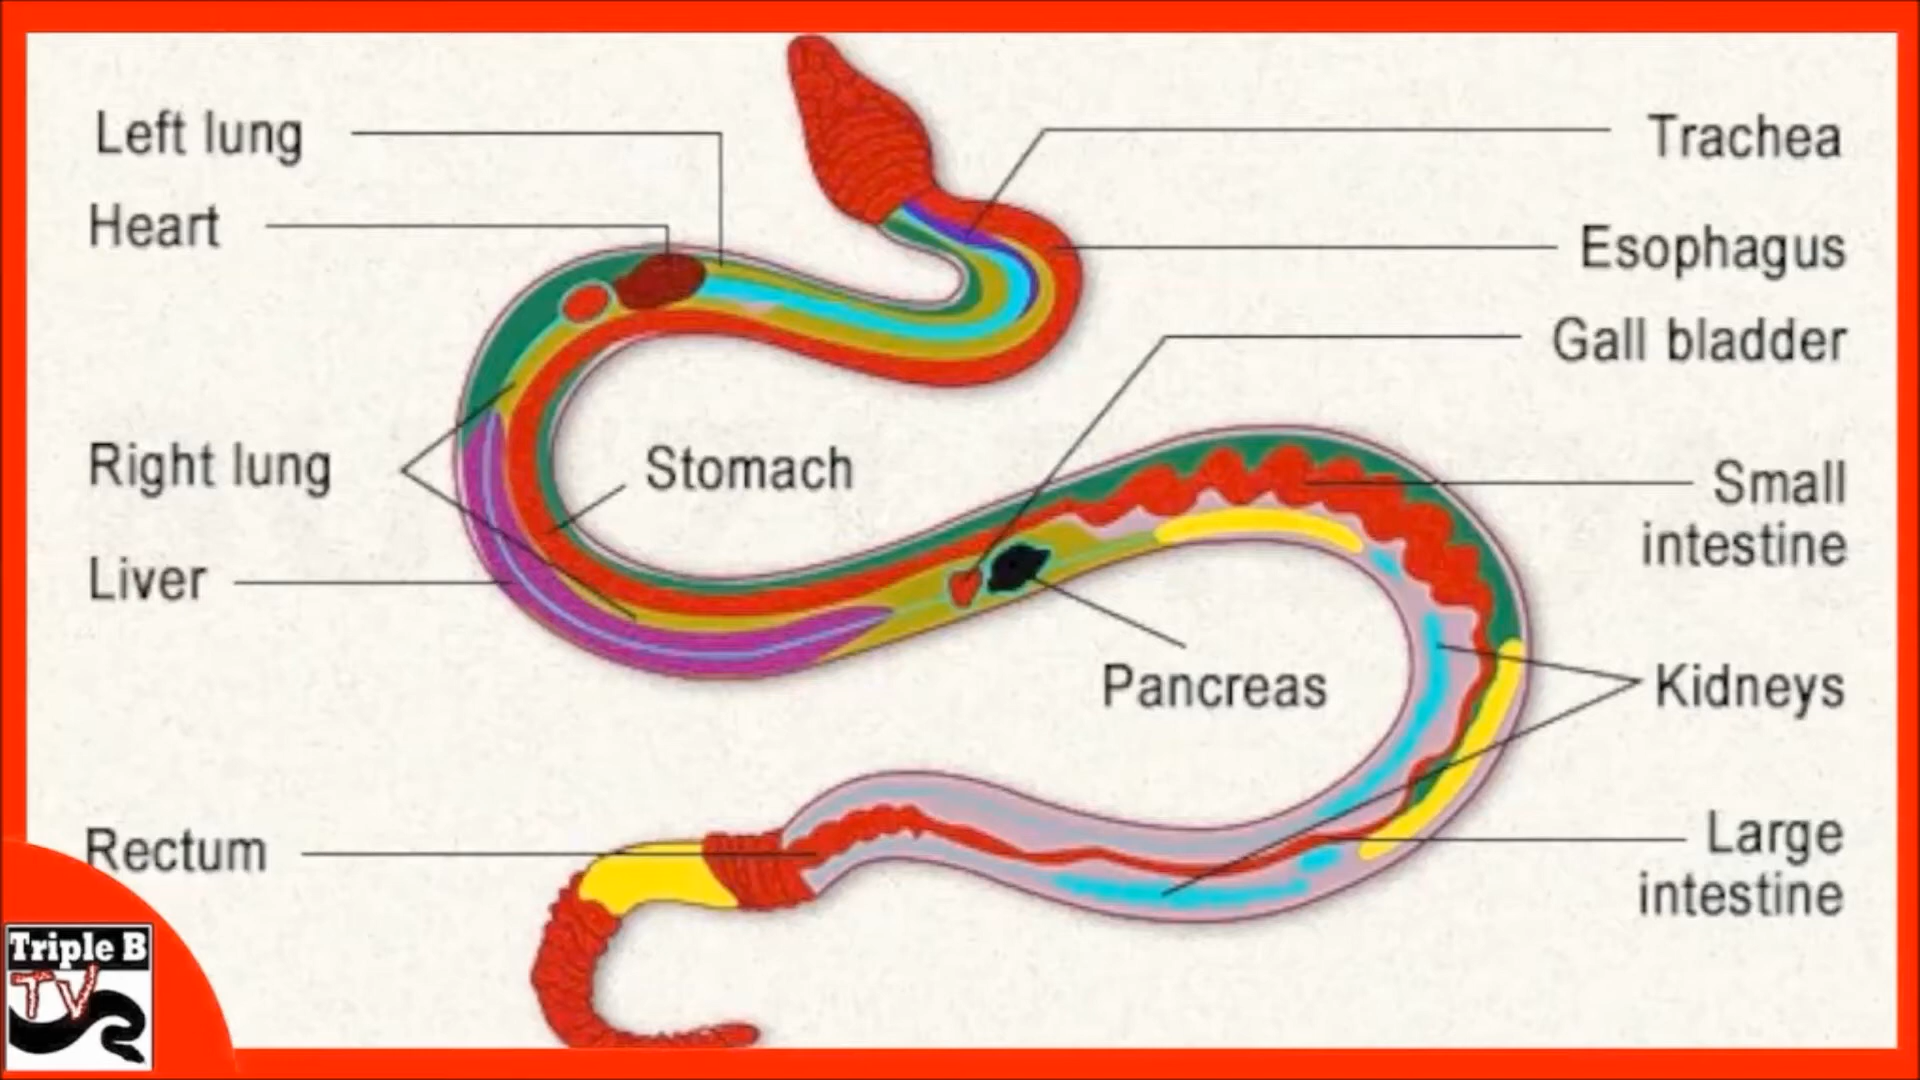 Left lung
Trachea
Heart
Esophagus
Gall bladder
Right lung
Stomach
Small
intestine
Liver
Pancreas
Kidneys
Rectum
Large
intestine
Triple B
TV